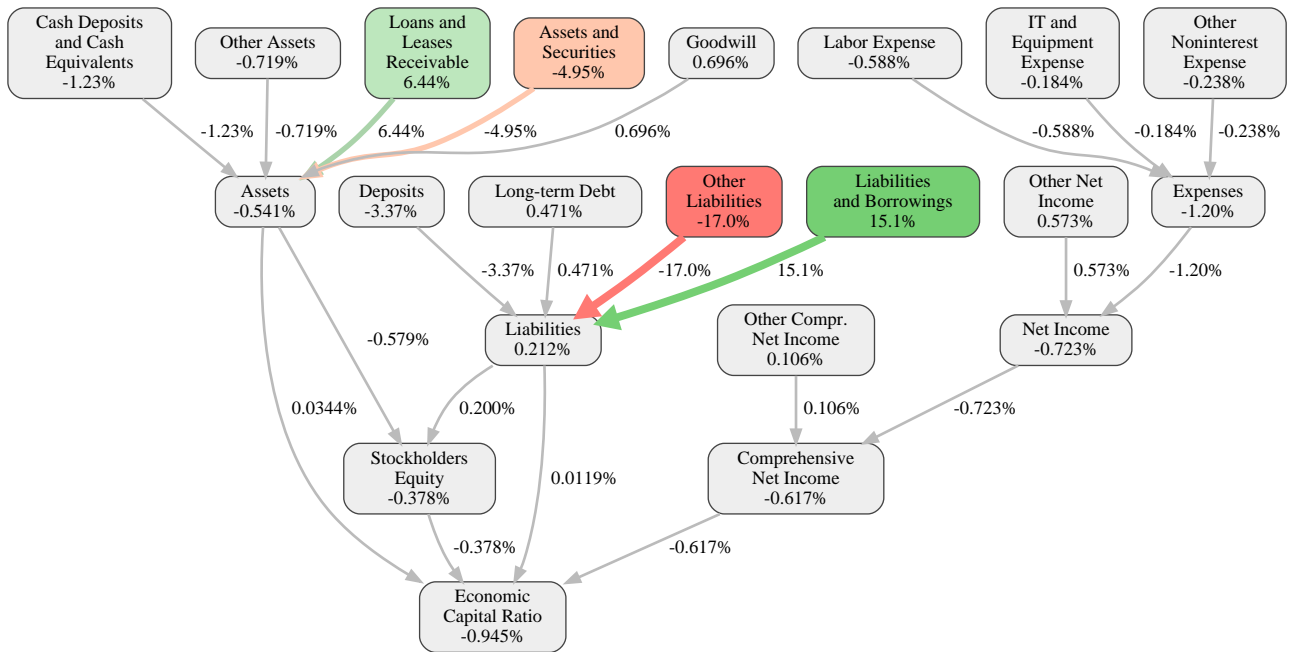 Cash Deposits
and Cash
Equivalents
-1.23%
Other Assets
-0.719%
Loans and
Leases
Receivable
6.44%
Assets and
Securities
-4.95%
Goodwill
0.696%
Labor Expense
-0.588%
IT and
Equipment
Expense
-0.184%
Other
Noninterest
Expense
-0.238%
-1.23%
-0.719%
6.44%
-4.95%
0.696%
-0.588%
-0.184%
-0.238%
Assets
-0.541%
Deposits
-3.37%
Long-term Debt
0.471%
Other
Liabilities
-17.0%
Liabilities
and Borrowings
15.1%
Other Net
Income
0.573%
Expenses
-1.20%
-3.37%
0.471%
-17.0%
15.1%
0.573%
-1.20%
-0.579%
Liabilities
0.212%
Other Compr.
Net Income
0.106%
Net Income
-0.723%
0.0344%
0.200%
0.106%
-0.723%
Stockholders
Equity
-0.378%
0.0119%
Comprehensive
Net Income
-0.617%
-0.378%
-0.617%
Economic
Capital Ratio
-0.945%